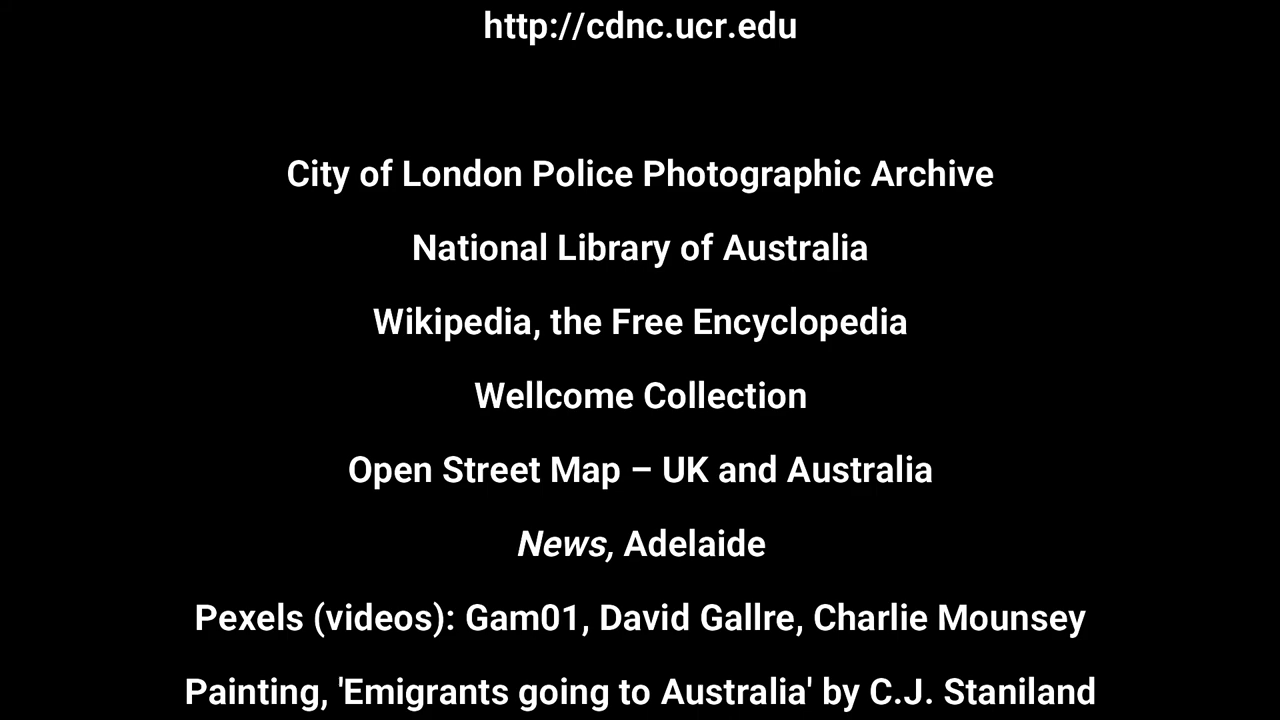 http://cdnc.ucr.edu
City of London Police Photographic Archive
National Library of Australia
Wikipedia, the Free Encyclopedia
Wellcome Collection
Open Street Map – UK and Australia
News, Adelaide
Pexels (videos): Gam01, David Gallre, Charlie Mounsey
Painting, 'Emigrants going to Australia' by C.J. Staniland